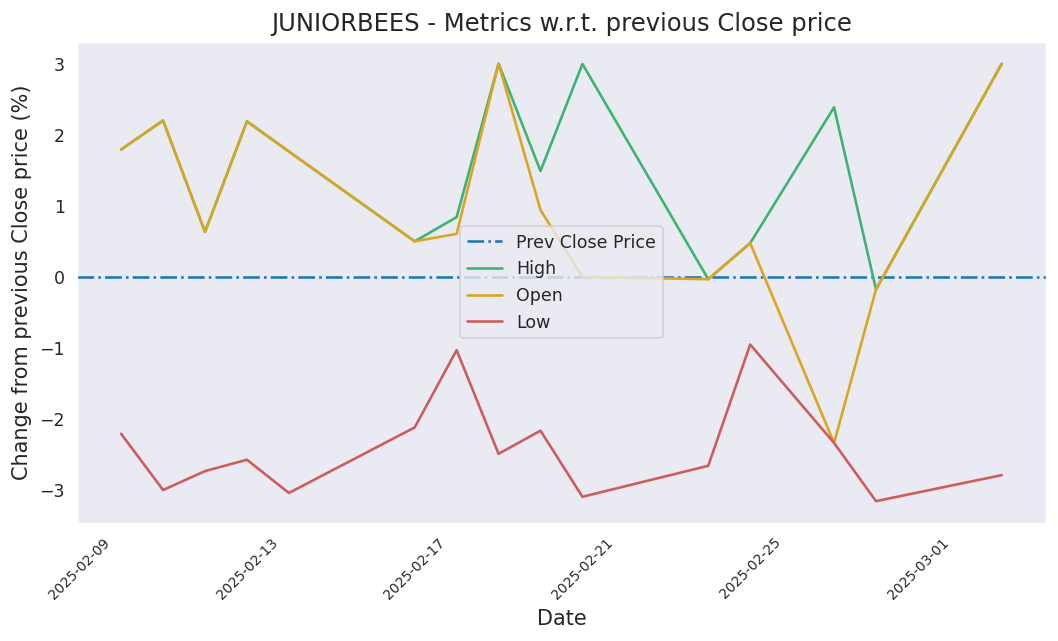 JUNIORBEES - Metrics w.r.t. previous Close price
Change from previous Close price (%)
3
2
1
0
−1
−2
−3
Prev Close Price
High
Open
Low
2025-02-09
2025-02-13
2025-02-17
2025-02-21
2025-02-25
2025-03-01
Date